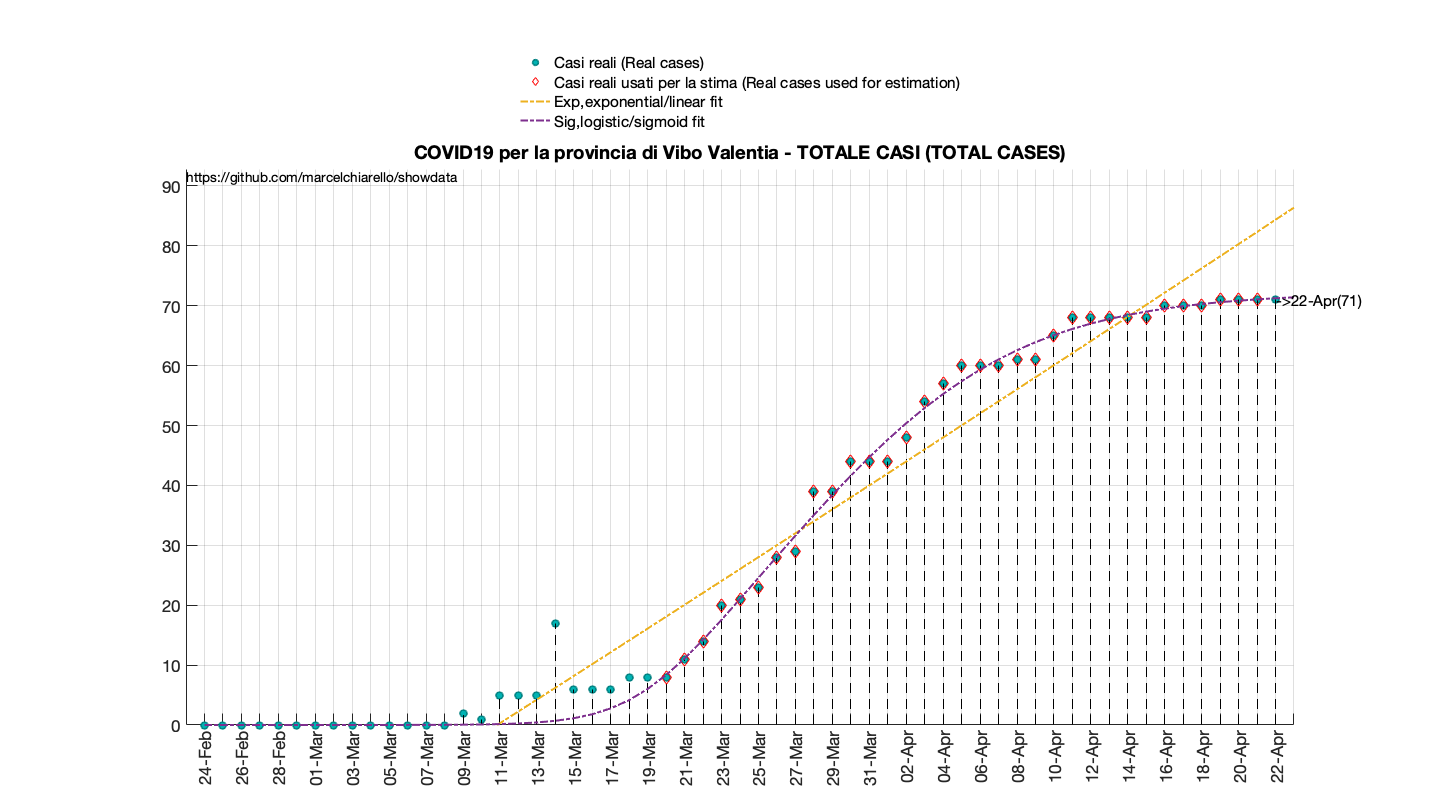 Casi reali (Real cases)
Casi reali usati per la stima (Real cases used for estimation)
Exp,exponential/linear fit
Sig,logistic/sigmoid fit
COVID19 per la provincia di Vibo Valentia - TOTALE CASI (TOTAL CASES)
https://github.com/marcelchiarello/showdata
90
80
70
60
50
40
30
20
10
0
->22-Apr(71)
24-Feb
26-Feb
28-Feb
01-Mar
03-Mar
05-Mar
07-Mar
09-Mar
11-Mar
13-Mar
15-Mar
17-Mar
19-Mar
21-Mar
23-Mar
25-Mar
27-Mar
29-Mar
31-Mar
02-Apr
04-Apr
06-Apr
08-Apr
10-Apr
12-Apr
14-Apr
16-Apr
18-Apr
20-Apr
22-Apr